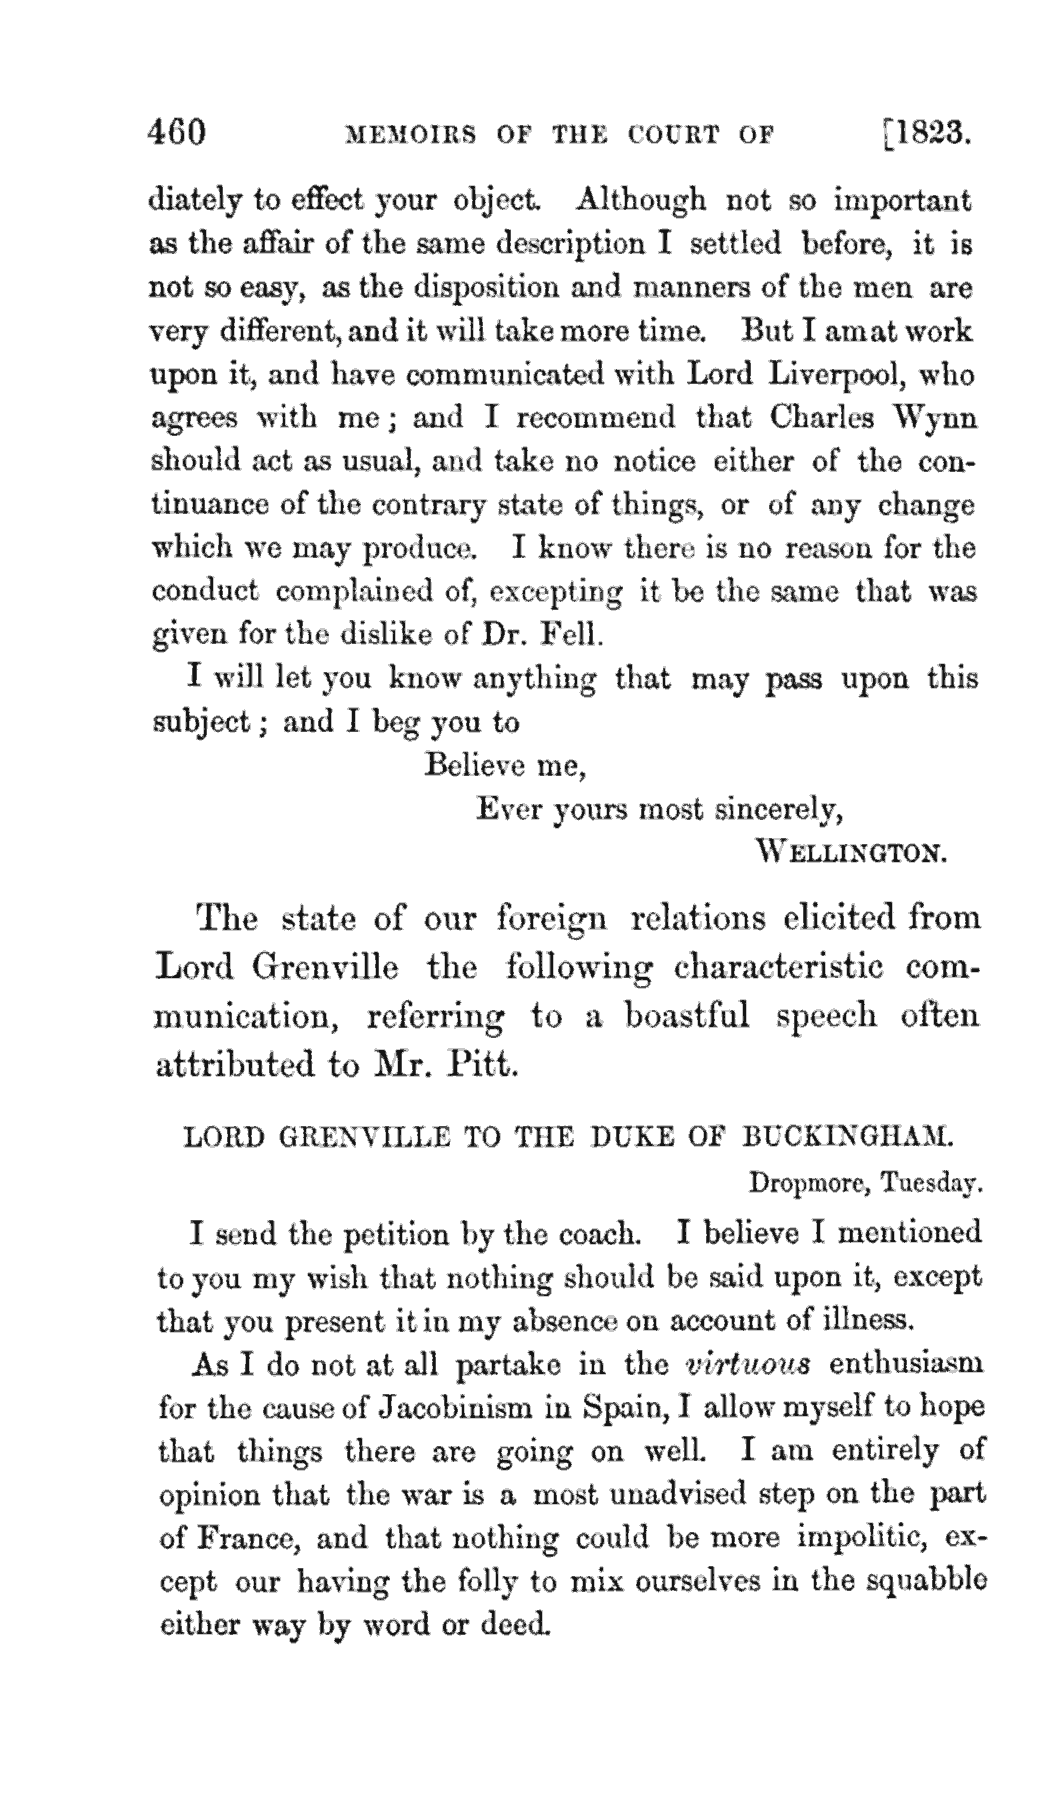 460 MEMOIRS OF THE COURT OF [1823.
diately to effect your object. Although not so important
as the affair of the same description I settled before, it is
not so easy, as the disposition and manners of the men are
very different, and it will take more time. But I am at work
upon it, and have communicated with Lord Liverpool, who
agrees with me; and I recommend that Charles Wynn
should act as usual, and take no notice either of the con-
tinuance of the contrary state of things, or of any change
which we may produce. I know there is no reason for the
conduct complained of, excepting it be the same that was
given for the dislike of Dr. Fell.
I will let you know anything that may pass upon this
subject; and I beg you to
Believe me,
Ever yours most sincerely,
WELLINGTON.
The state of our foreign relations elicited from
Lord Grenville the following characteristic com-
munication, referring to a boastful speech often
attributed to Mr. Pitt.
LORD GRENVILLE TO THE DUKE OF BUCKINGHAM.
Dropmore, Tuesday.
I send the petition by the coach. I believe I mentioned
to you my wish that nothing should be said upon it, except
that you present it in my absence on account of illness.
As I do not at all partake in the virtuous enthusiasm
for the cause of Jacobinism in Spain, I allow myself to hope
that things there are going on well. I am entirely of
opinion that the war is a most unadvised step on the part
of France, and that nothing could be more impolitic, ex-
cept our having the folly to mix ourselves in the squabble
either way by word or deed.